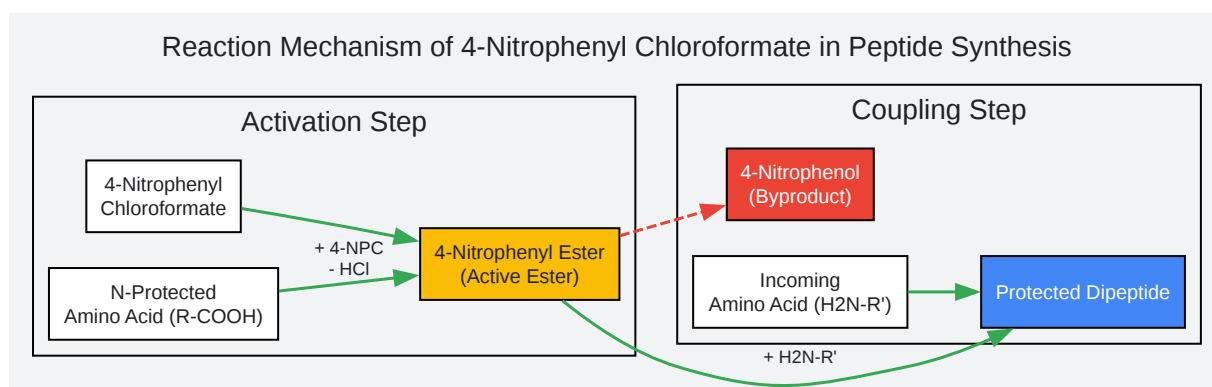 Reaction Mechanism of 4-Nitrophenyl Chloroformate in Peptide Synthesis
Activation Step
4-Nitrophenyl
Chloroformate
N-Protected
Amino Acid (R-COOH)
+ 4-NPC
- HCl
4-Nitrophenyl Ester
(Active Ester)
Coupling Step
4-Nitrophenol
(Byproduct)
Incoming
Amino Acid (H2N-R')
Protected Dipeptide
+ H2N-R'